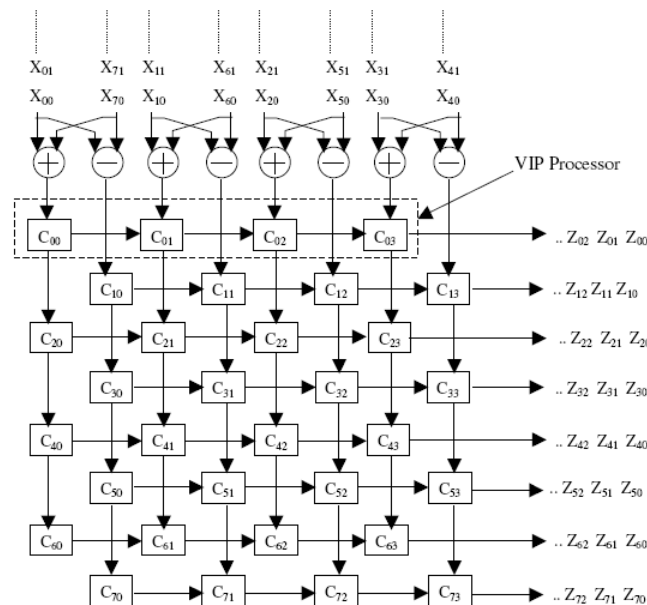 X₀₁ X₇₁ X₁₁ X₆₁ X₂₁ X₅₁ X₃₁ X₄₁
X₀₀ X₇₀ X₁₀ X₆₀ X₂₀ X₅₀ X₃₀ X₄₀
+ − + − + − + −
VIP Processor
C₀₀ C₀₁ C₀₂ C₀₃ .. Z₀₂ Z₀₁ Z₀₀
C₁₀ C₁₁ C₁₂ C₁₃ .. Z₁₂ Z₁₁ Z₁₀
C₂₀ C₂₁ C₂₂ C₂₃ .. Z₂₂ Z₂₁ Z₂₀
C₃₀ C₃₁ C₃₂ C₃₃ .. Z₃₂ Z₃₁ Z₃₀
C₄₀ C₄₁ C₄₂ C₄₃ .. Z₄₂ Z₄₁ Z₄₀
C₅₀ C₅₁ C₅₂ C₅₃ .. Z₅₂ Z₅₁ Z₅₀
C₆₀ C₆₁ C₆₂ C₆₃ .. Z₆₂ Z₆₁ Z₆₀
C₇₀ C₇₁ C₇₂ C₇₃ .. Z₇₂ Z₇₁ Z₇₀